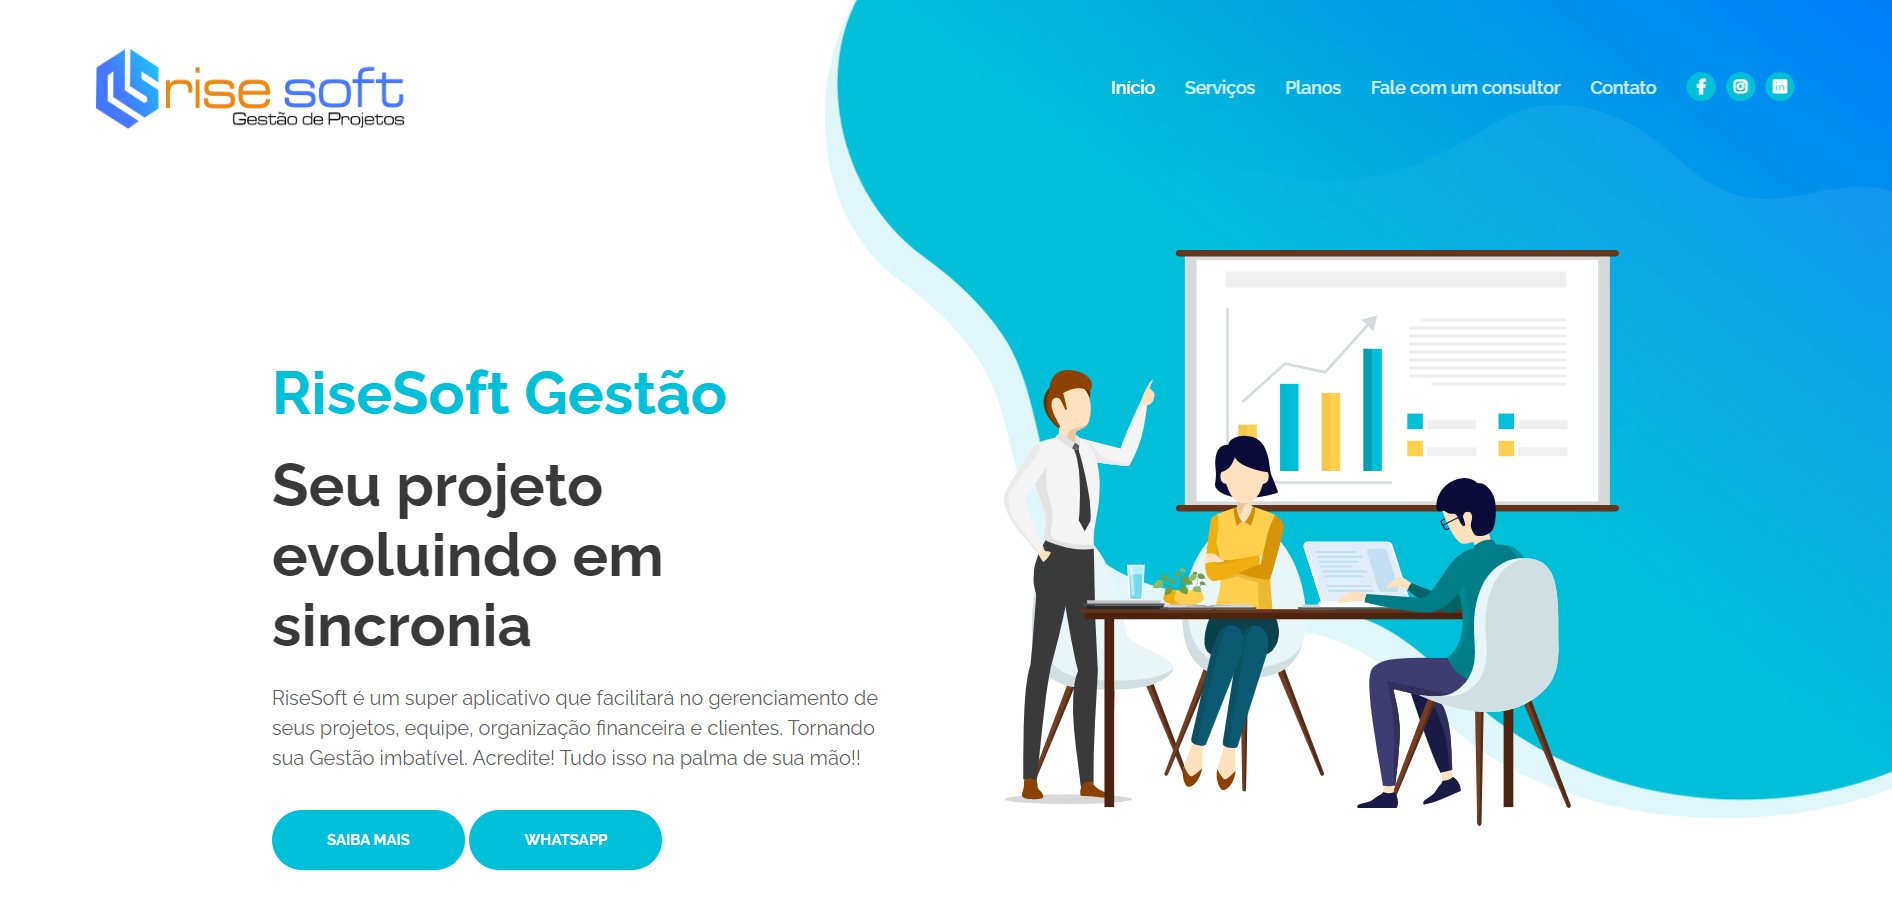 rise soft
Gestão de Projetos
Início Serviços Planos Fale com um consultor Contato
RiseSoft Gestão
Seu projeto
evoluindo em
sincronia
RiseSoft é um super aplicativo que facilitará no gerenciamento de
seus projetos, equipe, organização financeira e clientes. Tornando
sua Gestão imbatível. Acredite! Tudo isso na palma de sua mão!!
SAIBA MAIS WHATSAPP